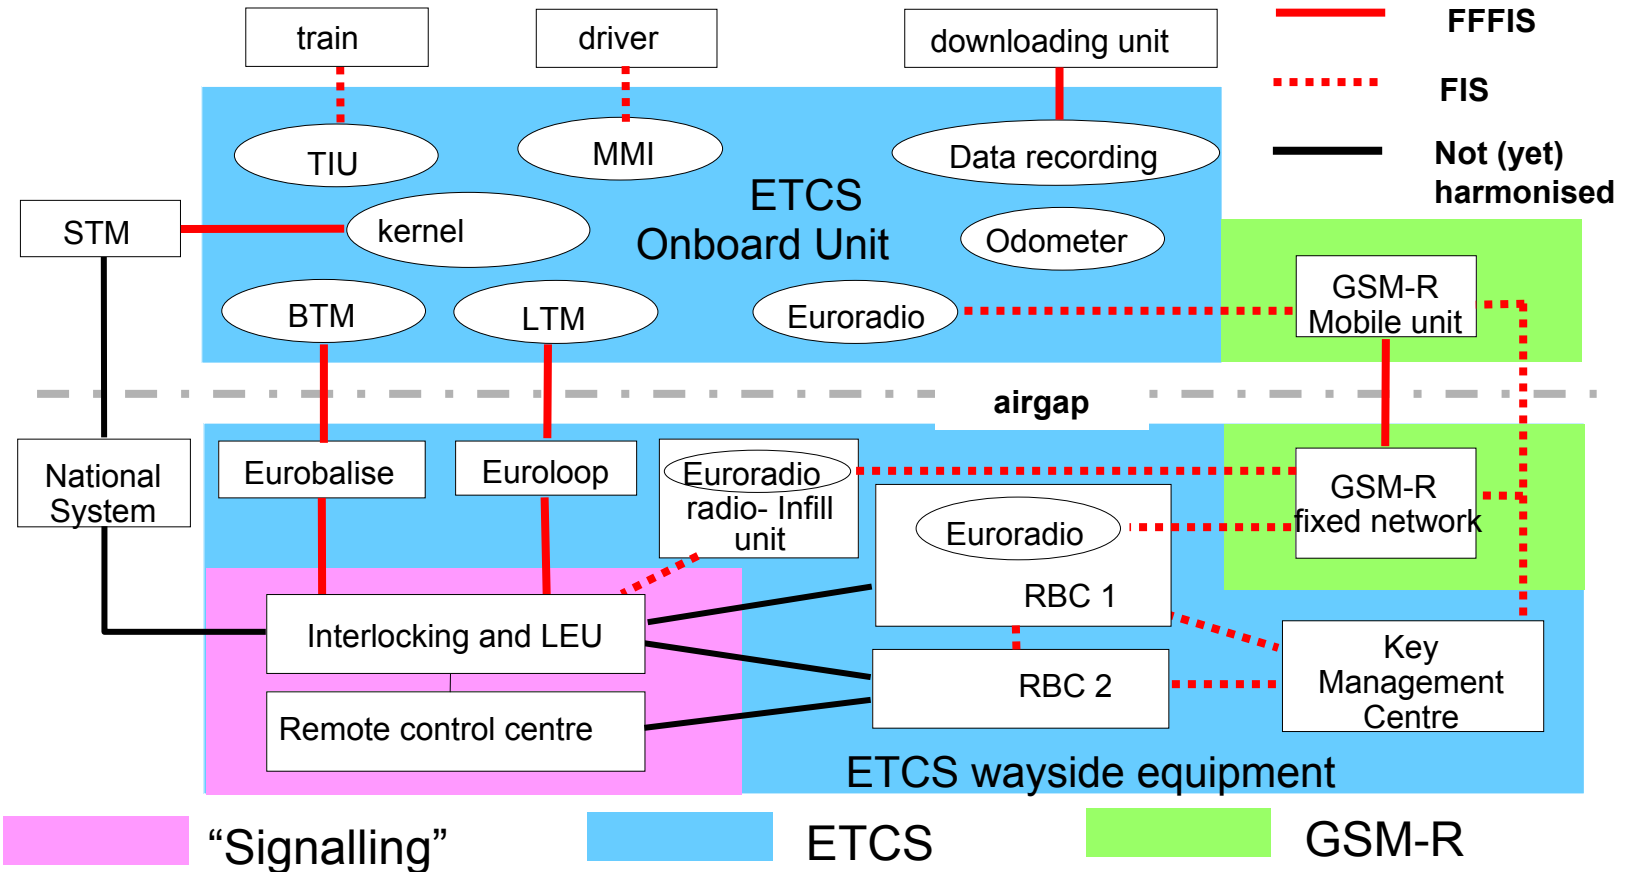 train
driver
downloading unit
FFFIS
FIS
Not (yet)
harmonised
TIU
MMI
Data recording
ETCS
Onboard Unit
STM
kernel
Odometer
BTM
LTM
Euroradio
GSM-R
Mobile unit
airgap
National
System
Eurobalise
Euroloop
Euroradio
radio- Infill
unit
Euroradio
RBC 1
GSM-R
fixed network
Interlocking and LEU
RBC 2
Key
Management
Centre
Remote control centre
ETCS wayside equipment
“Signalling”
ETCS
GSM-R